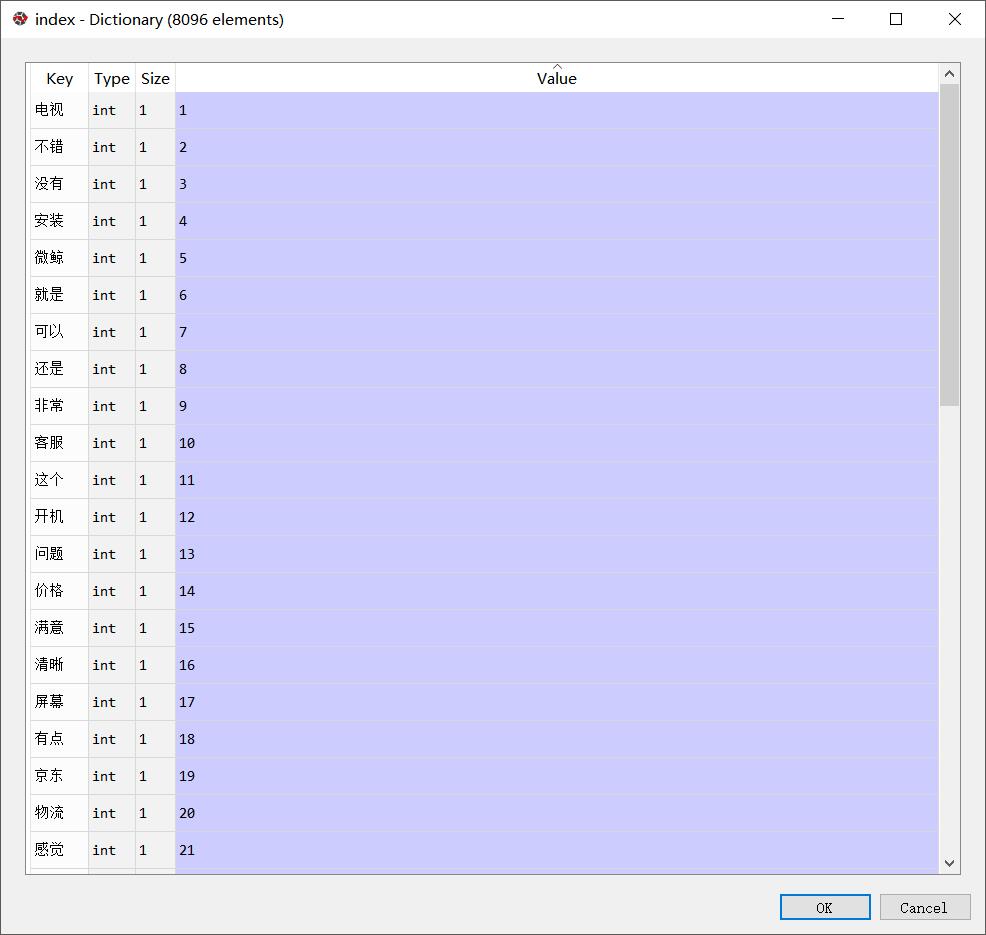 index - Dictionary (8096 elements)
Key Type Size Value
电视 int 1 1
不错 int 1 2
没有 int 1 3
安装 int 1 4
微鲸 int 1 5
就是 int 1 6
可以 int 1 7
还是 int 1 8
非常 int 1 9
客服 int 1 10
这个 int 1 11
开机 int 1 12
问题 int 1 13
价格 int 1 14
满意 int 1 15
清晰 int 1 16
屏幕 int 1 17
有点 int 1 18
京东 int 1 19
物流 int 1 20
感觉 int 1 21
OK Cancel